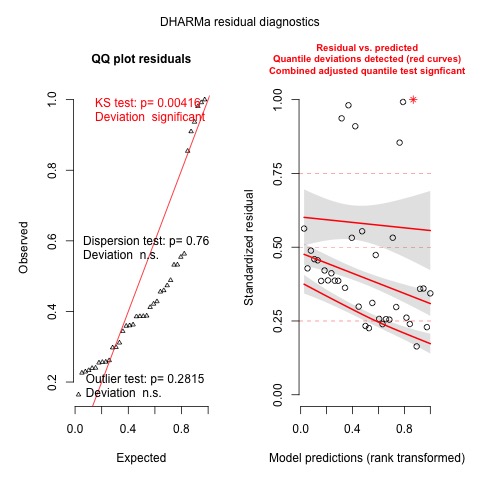 DHARMa residual diagnostics
QQ plot residuals
KS test: p= 0.00416
Deviation significant
Dispersion test: p= 0.76
Deviation n.s.
Outlier test: p= 0.2815
Deviation n.s.
Observed
1.0
0.8
0.6
0.4
0.2
0.0
0.4
0.8
Expected
Residual vs. predicted
Quantile deviations detected (red curves)
Combined adjusted quantile test signficant
Standardized residual
1.00
0.75
0.50
0.25
0.00
0.0
0.4
0.8
Model predictions (rank transformed)